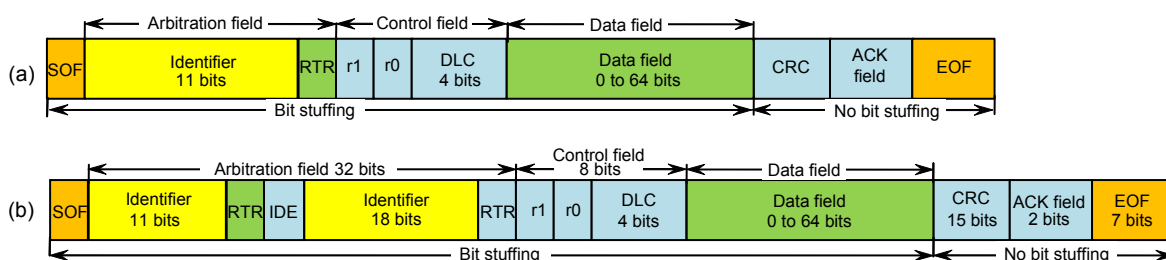 Arbitration field Control field Data field
(a) SOF Identifier 11 bits RTR r1 r0 DLC 4 bits Data field 0 to 64 bits CRC ACK field EOF
Bit stuffing No bit stuffing
Arbitration field 32 bits Control field 8 bits Data field
(b) SOF Identifier 11 bits RTR IDE Identifier 18 bits RTR r1 r0 DLC 4 bits Data field 0 to 64 bits CRC 15 bits ACK field 2 bits EOF 7 bits
Bit stuffing No bit stuffing